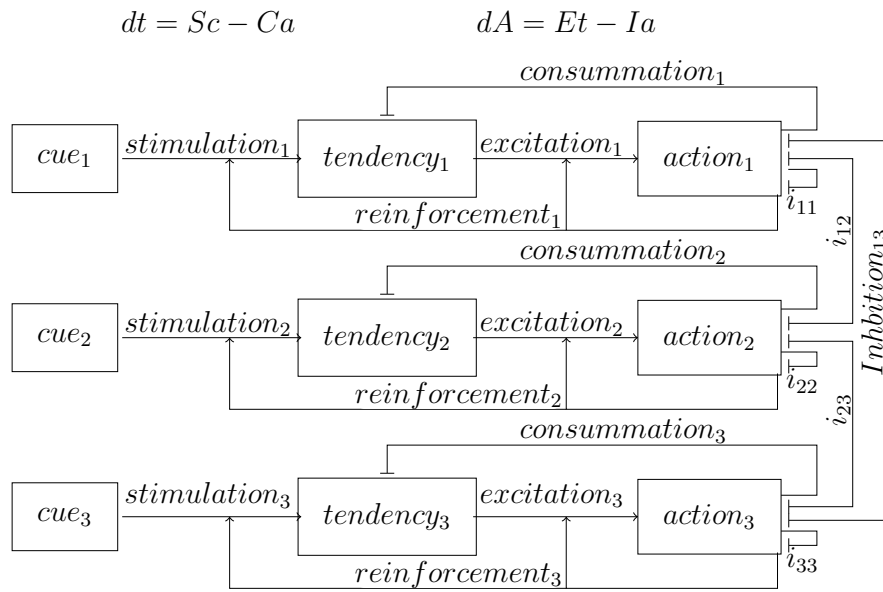 dt = Sc − Ca dA = Et − Ia
consummation₁
cue₁ stimulation₁ tendency₁ excitation₁ action₁
reinforcement₁ i₁₁
i₁₂
Inhbition₁₃
consummation₂
cue₂ stimulation₂ tendency₂ excitation₂ action₂
reinforcement₂ i₂₂
i₂₃
consummation₃
cue₃ stimulation₃ tendency₃ excitation₃ action₃
reinforcement₃ i₃₃